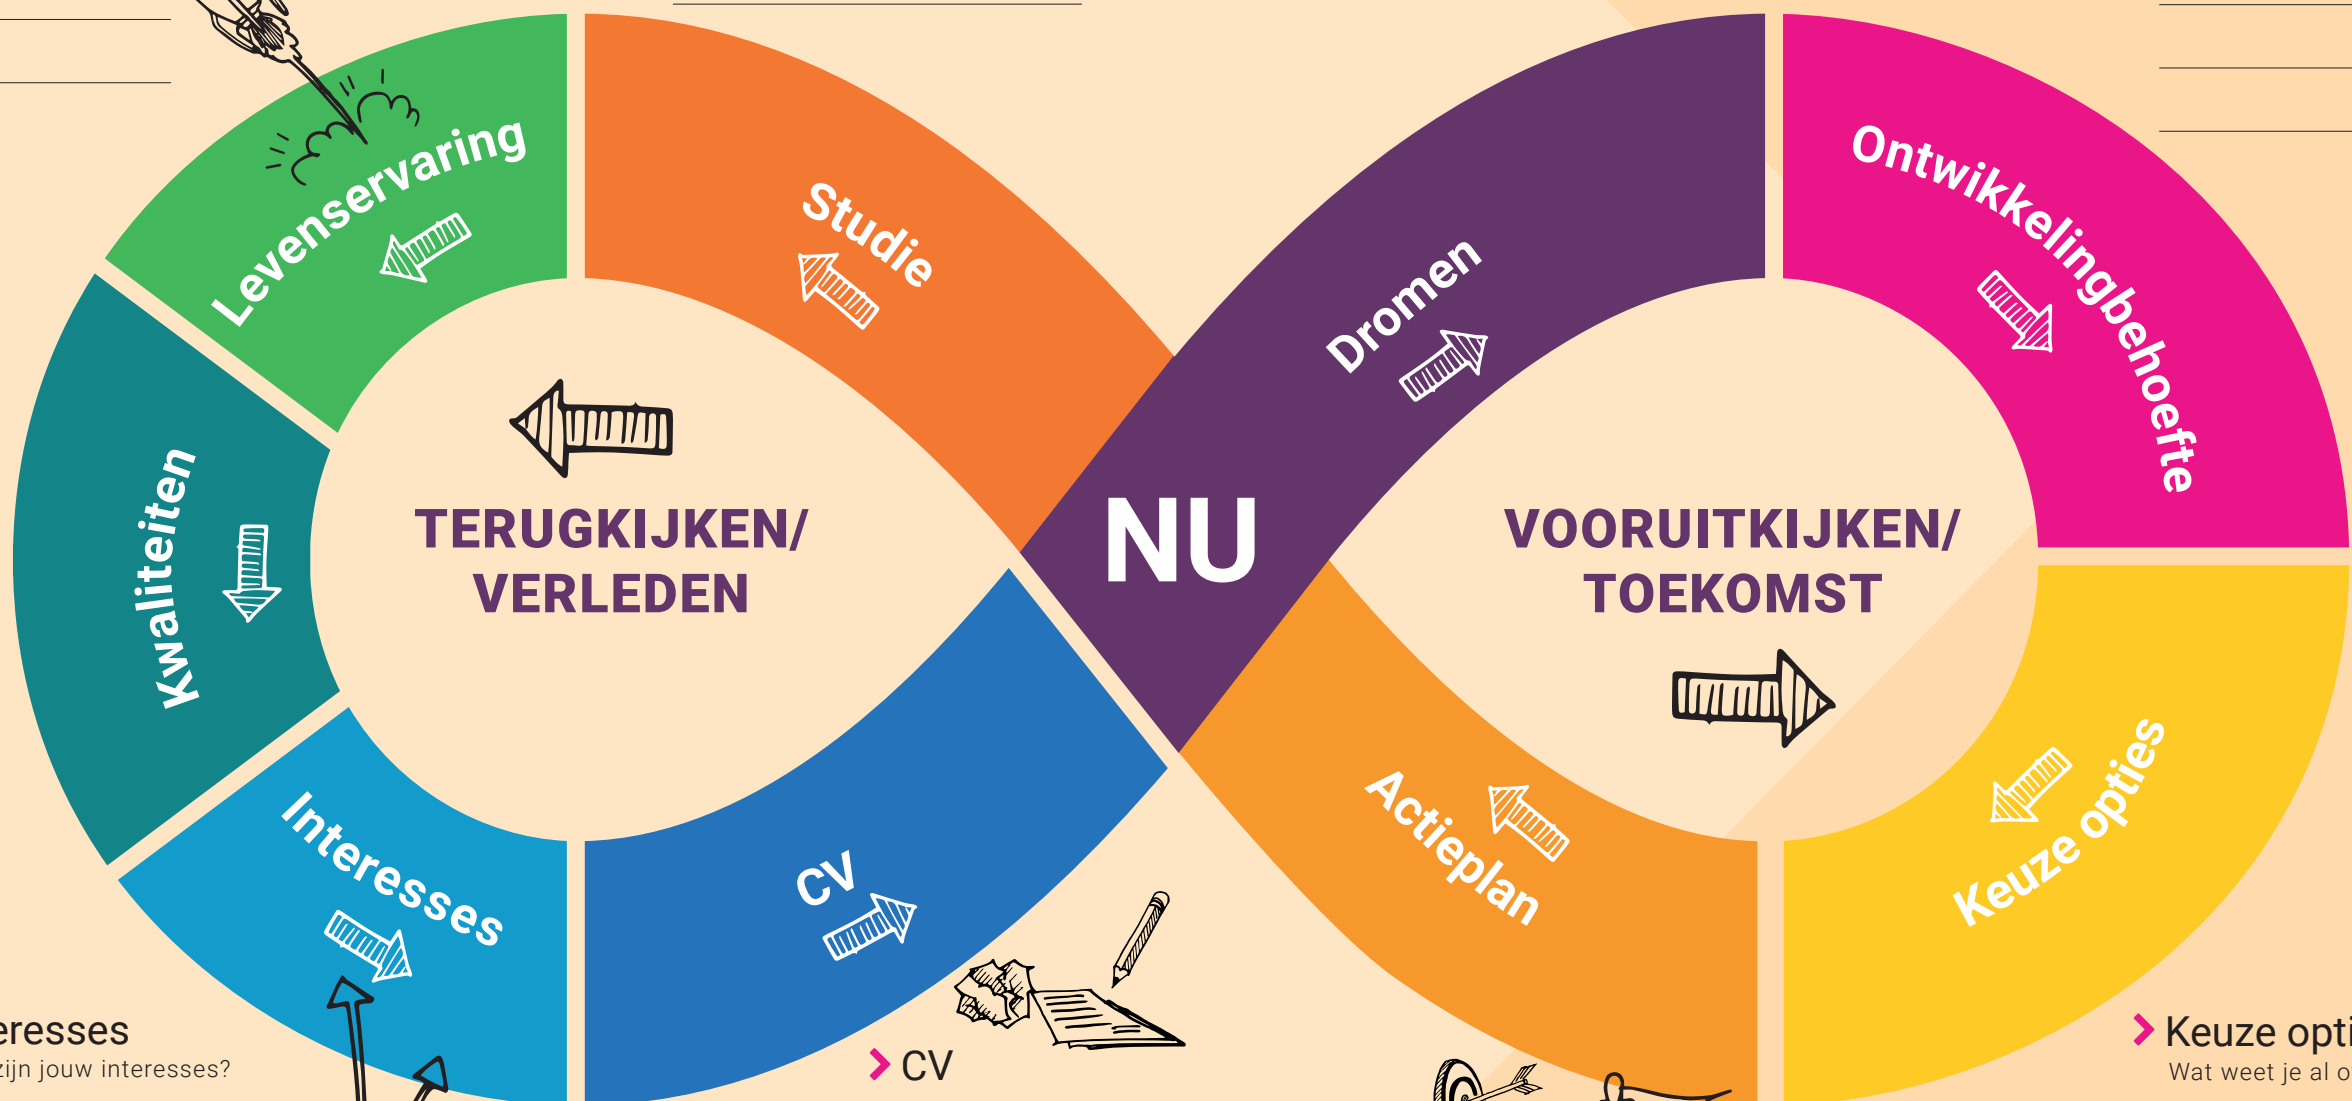 Levenservaring
Studie
Dromen
Ontwikkelingbehoefte
Kwaliteiten
TERUGKIJKEN/
VERLEDEN
NU
VOORUITKIJKEN/
TOEKOMST
Interesses
CV
Actieplan
Keuze opties
eresses
zijn jouw interesses?
CV
Keuze opti
Wat weet je al o